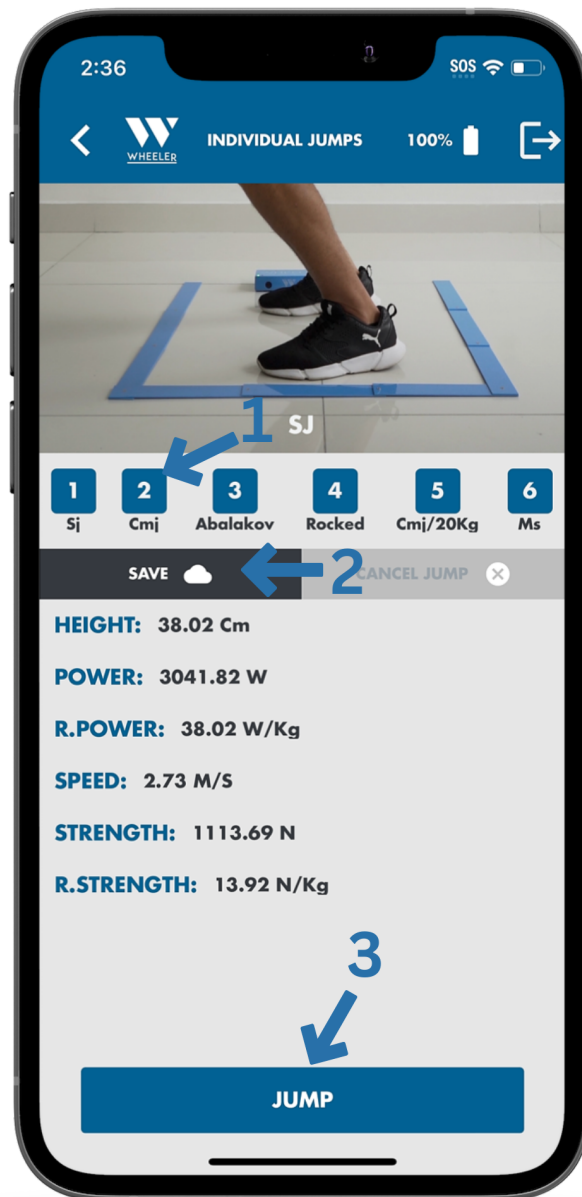 2:36 SOS
W WHEELER INDIVIDUAL JUMPS 100%
SJ
1
1 2 3 4 5 6
Sj Cmj Abalakov Rocked Cmj/20Kg Ms
SAVE 2 CANCEL JUMP
HEIGHT: 38.02 Cm
POWER: 3041.82 W
R.POWER: 38.02 W/Kg
SPEED: 2.73 M/S
STRENGTH: 1113.69 N
R.STRENGTH: 13.92 N/Kg
3
JUMP